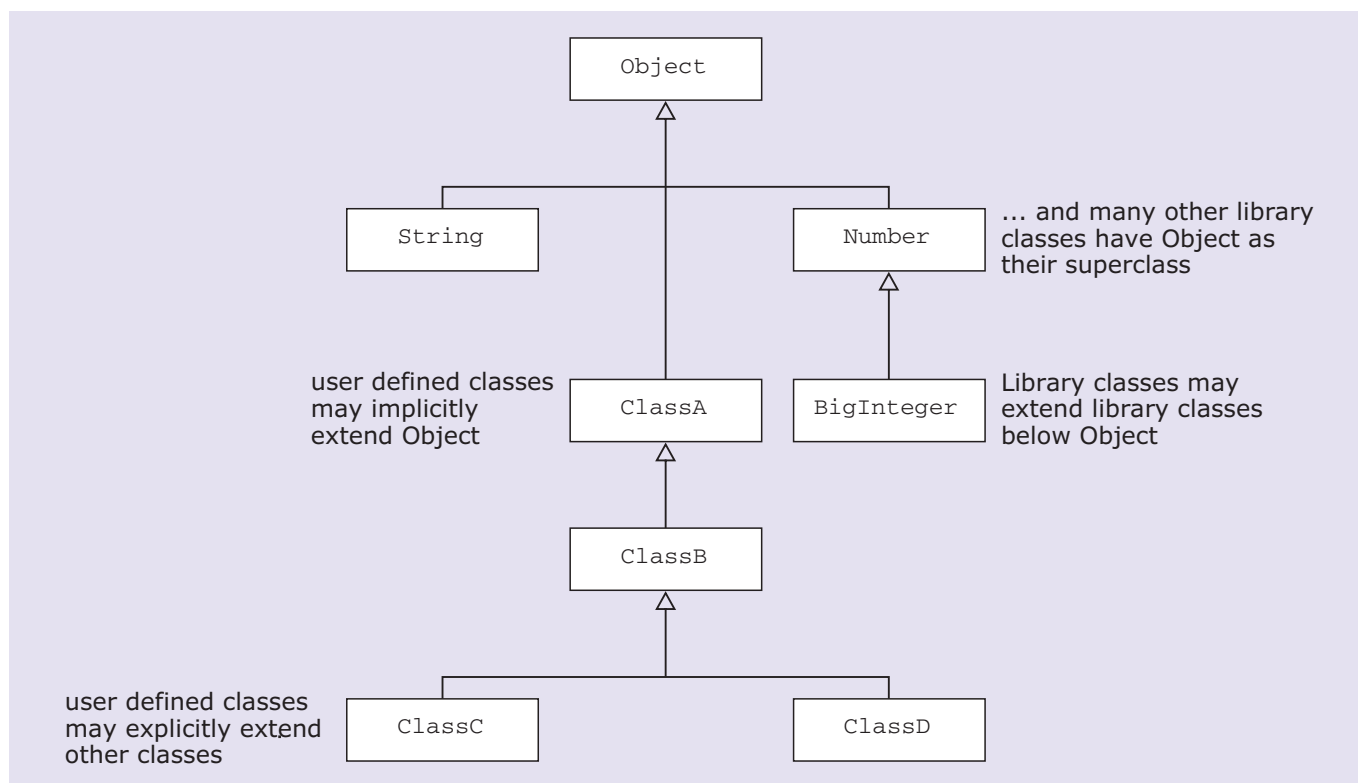 Object
String
Number
... and many other library
classes have Object as
their superclass
user defined classes
may implicitly
extend Object
ClassA
BigInteger
Library classes may
extend library classes
below Object
ClassB
user defined classes
may explicitly extend
other classes
ClassC
ClassD